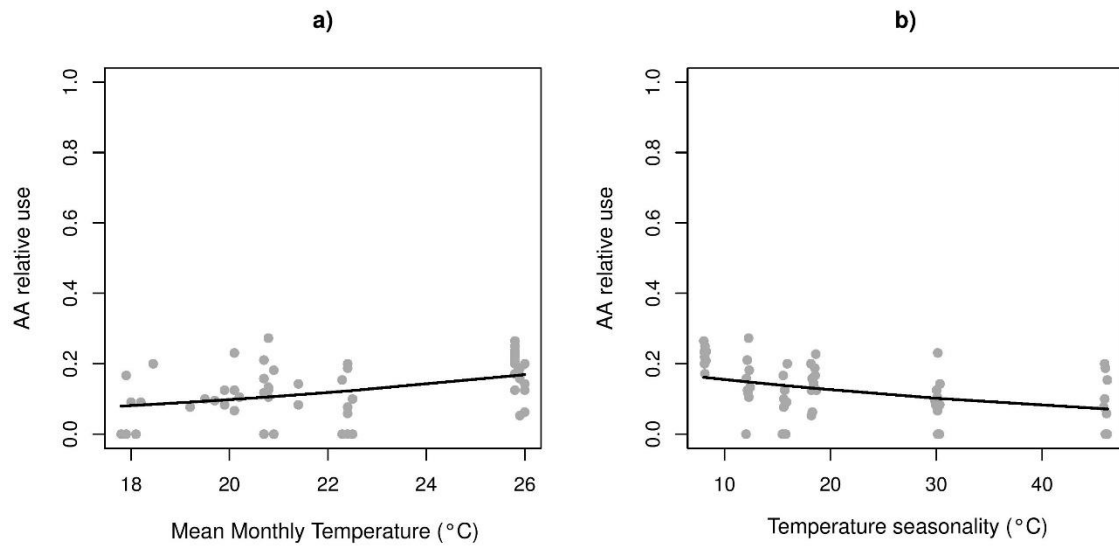 a)
1.0
0.8
0.6
0.4
0.2
0.0
AA relative use
18 20 22 24 26
Mean Monthly Temperature (°C)
b)
1.0
0.8
0.6
0.4
0.2
0.0
AA relative use
10 20 30 40
Temperature seasonality (°C)